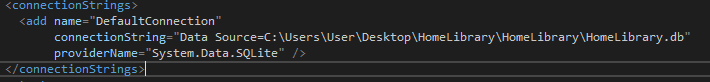 <connectionStrings>
<add name="DefaultConnection"
connectionString="Data Source=C:\Users\User\Desktop\HomeLibrary\HomeLibrary\HomeLibrary.db"
providerName="System.Data.SQLite" />
</connectionStrings>